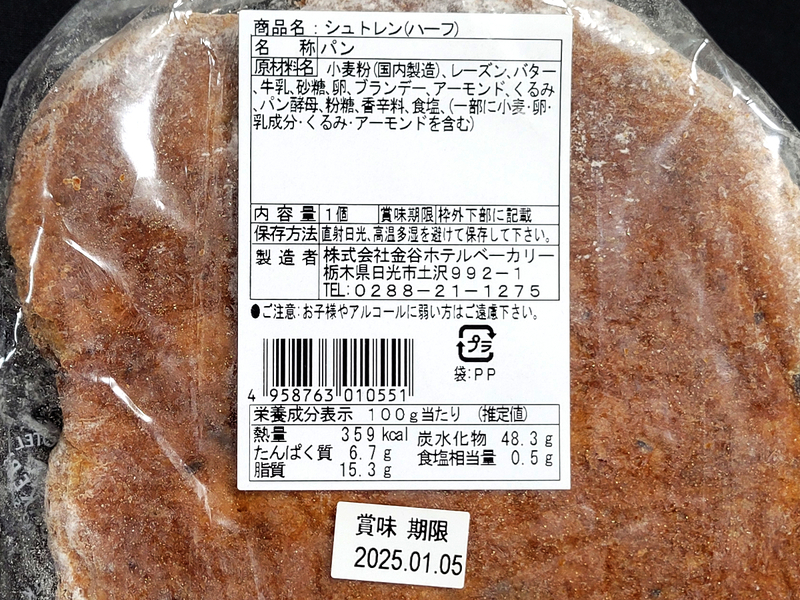 商品名:シュトレン(ハーフ)
名 称 パン
原材料名 小麦粉(国内製造)、レーズン、バター
、牛乳、砂糖、卵、ブランデー、アーモンド、くるみ
、パン酵母、粉糖、香辛料、食塩、(一部に小麦・卵・
乳成分・くるみ・アーモンドを含む)
内容量 1個 賞味期限 枠外下部に記載
保存方法 直射日光、高温多湿を避けて保存して下さい。
製造者 株式会社金谷ホテルベーカリー
栃木県日光市土沢992-1
TEL:0288-21-1275
●ご注意:お子様やアルコールに弱い方はご遠慮下さい。
プラ
袋:PP
4 958763 010551
栄養成分表示 100g当たり (推定値)
熱量 359kcal 炭水化物 48.3g
たんぱく質 6.7g 食塩相当量 0.5g
脂質 15.3g
賞味 期限
2025.01.05